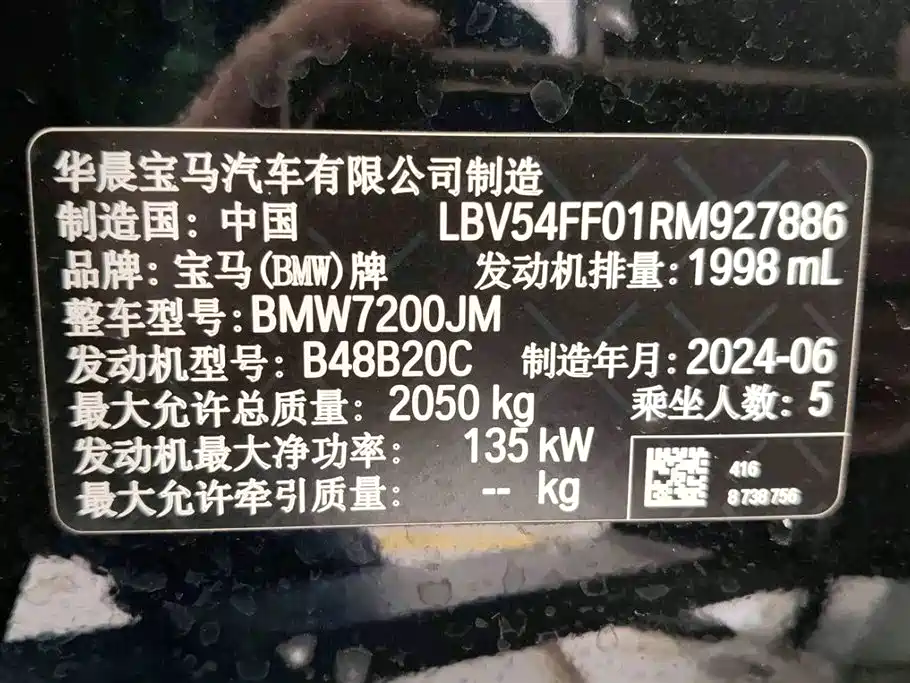 华晨宝马汽车有限公司制造
制造国: 中国 LBV54FF01RM927886
品牌: 宝马(BMW)牌 发动机排量: 1998 mL
整车型号: BMW7200JM
发动机型号: B48B20C 制造年月: 2024-06
最大允许总质量: 2050 kg 乘坐人数: 5
发动机最大净功率: 135 kW
最大允许牵引质量: -- kg
416
8 738 756